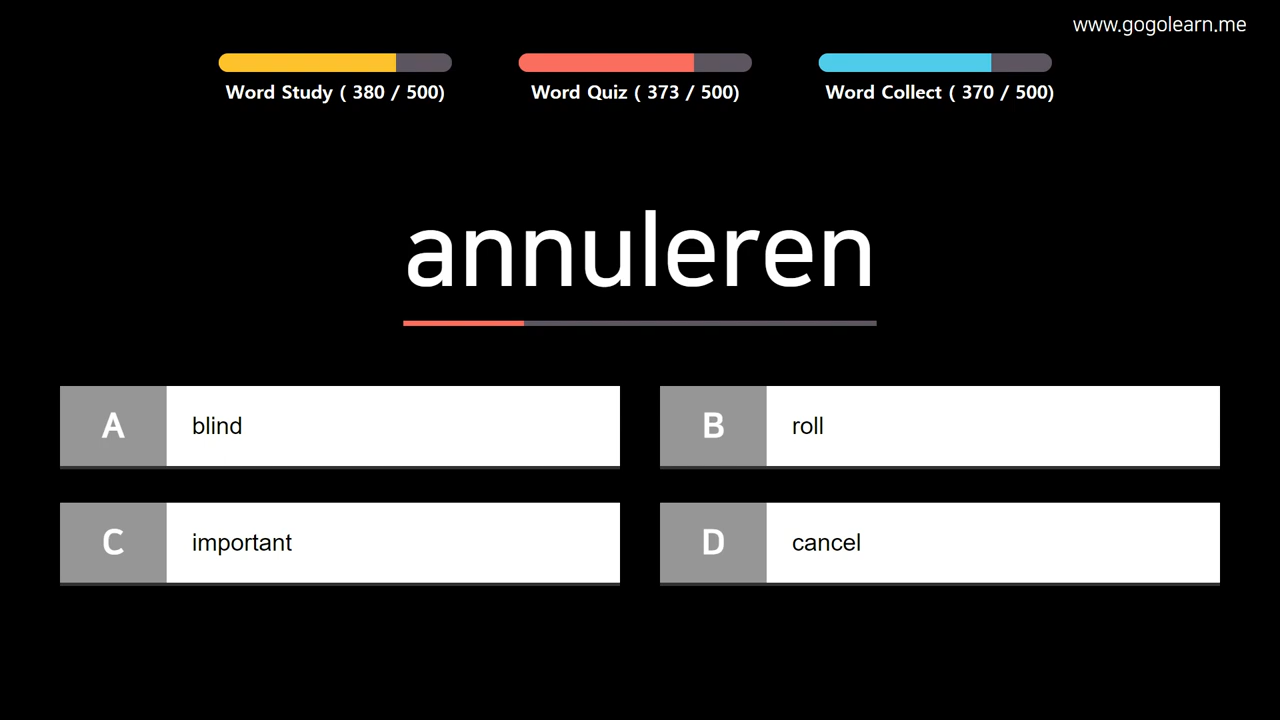 www.gogolearn.me
Word Study ( 380 / 500)
Word Quiz ( 373 / 500)
Word Collect ( 370 / 500)
annuleren
A blind
B roll
C important
D cancel